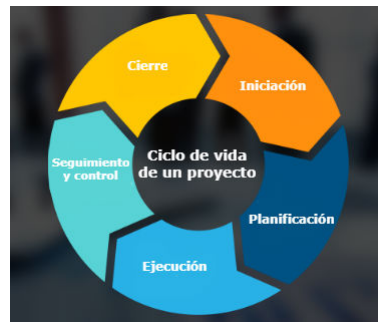 Ciclo de vida
de un proyecto
Iniciación
Planificación
Ejecución
Seguimiento
y control
Cierre